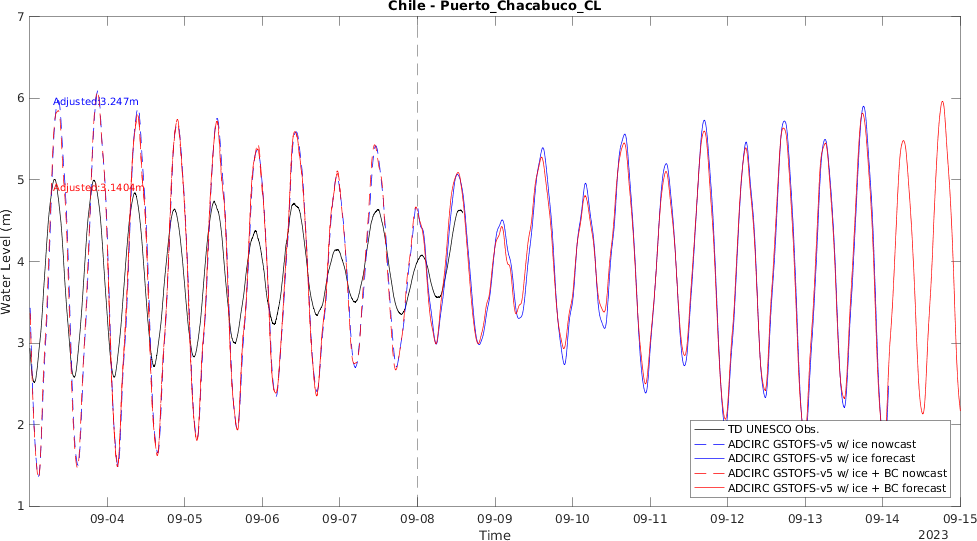 Chile - Puerto_Chacabuco_CL
7
6
5
4
3
2
1
Water Level (m)
Adjusted:3.247m
Adjusted:3.1404m
TD UNESCO Obs.
ADCIRC GSTOFS-v5 w/ ice nowcast
ADCIRC GSTOFS-v5 w/ ice forecast
ADCIRC GSTOFS-v5 w/ ice + BC nowcast
ADCIRC GSTOFS-v5 w/ ice + BC forecast
09-04 09-05 09-06 09-07 09-08 09-09 09-10 09-11 09-12 09-13 09-14 09-15
Time
2023